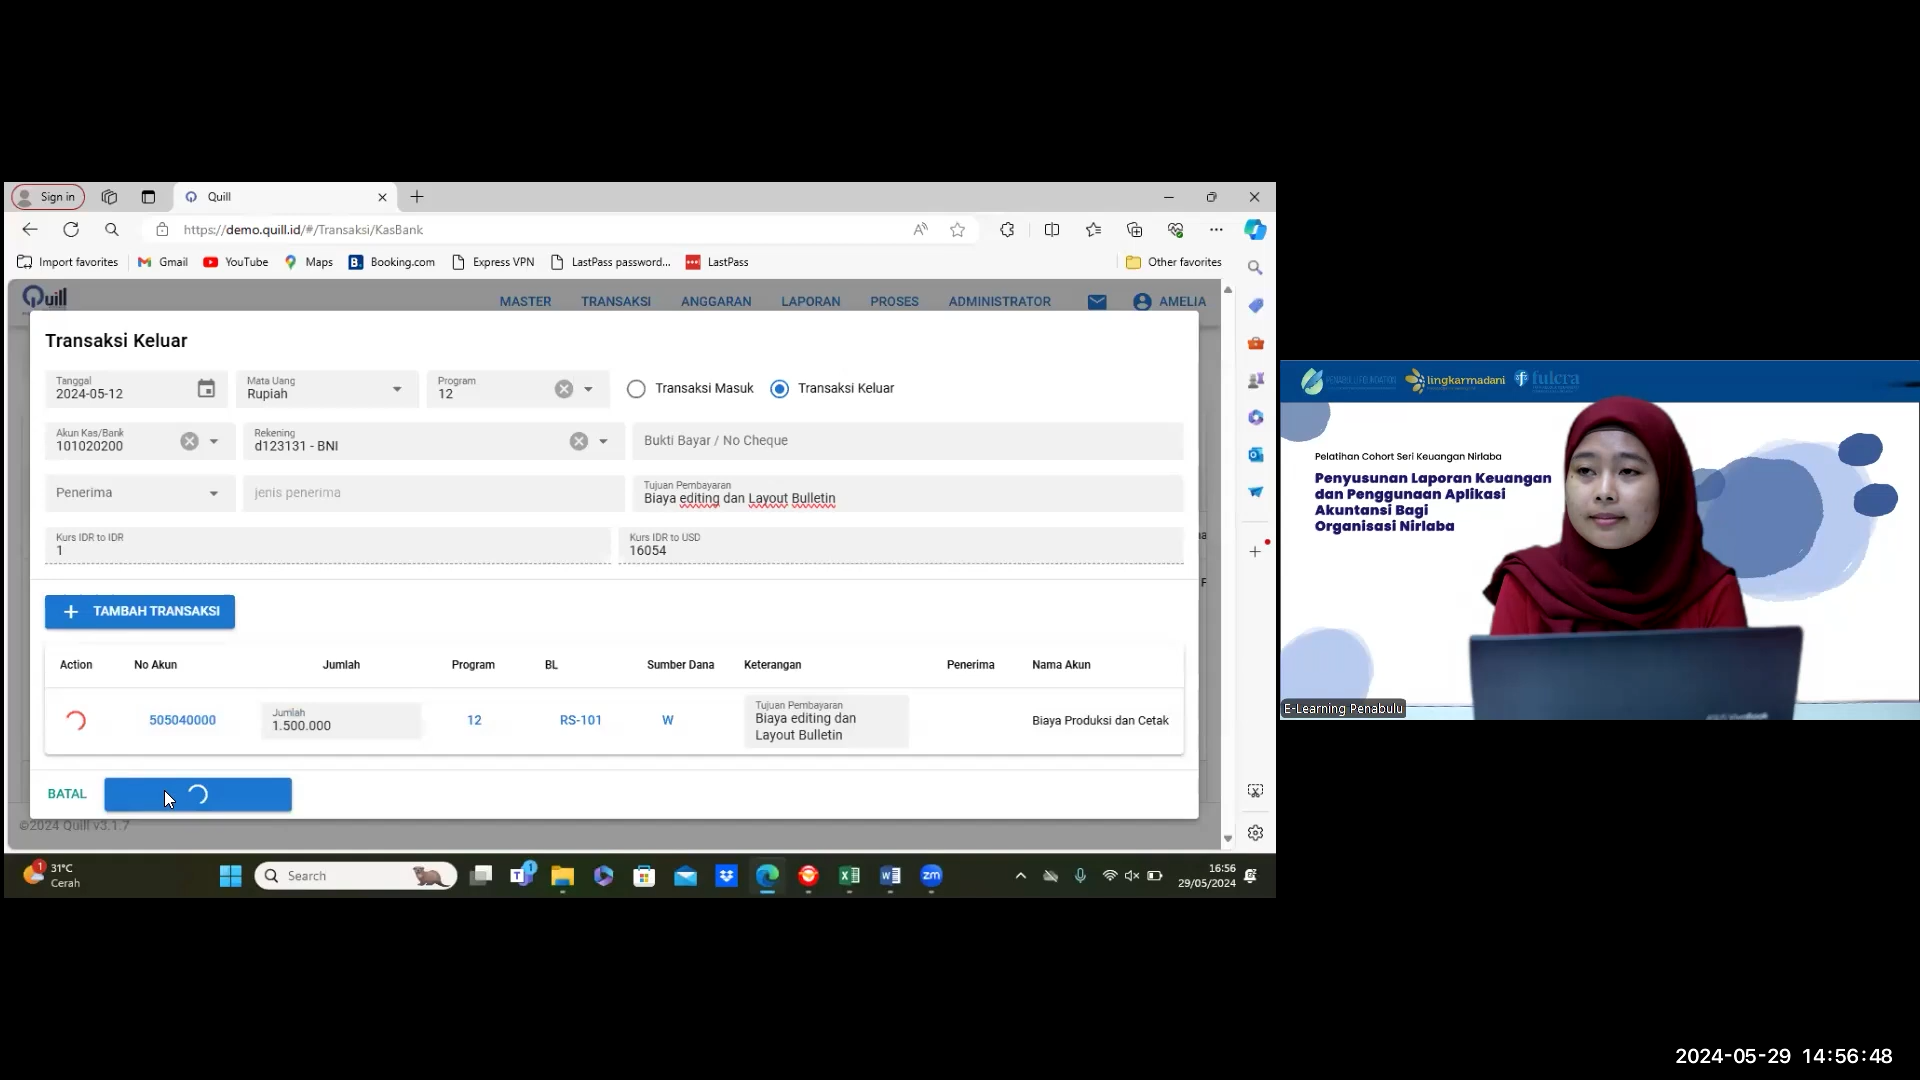 Sign in
Quill
https://demo.quill.id/#/Transaksi/KasBank
Import favorites
Gmail
YouTube
Maps
B.
Booking.com
Express VPN
LastPass password...
LastPass
Other favorites
Quill
MASTER
TRANSAKSI
ANGGARAN
LAPORAN
PROSES
ADMINISTRATOR
AMELIA
Transaksi Keluar
Tanggal
2024-05-12
Mata Uang
Rupiah
Program
12
Transaksi Masuk
Transaksi Keluar
Akun Kas/Bank
101020200
Rekening
d123131 - BNI
Bukti Bayar / No Cheque
Penerima
jenis penerima
Tujuan Pembayaran
Biaya editing dan Layout Bulletin
Kurs IDR to IDR
1
Kurs IDR to USD
16054
TAMBAH TRANSAKSI
Action
No Akun
Jumlah
Program
BL
Sumber Dana
Keterangan
Penerima
Nama Akun
505040000
Jumlah
1.500.000
12
RS-101
W
Tujuan Pembayaran
Biaya editing dan
Layout Bulletin
Biaya Produksi dan Cetak
BATAL
©2024 Quill v3.1.7
1
31°C
Cerah
Search
1
zm
16:56
29/05/2024
PENABULU FOUNDATION
lingkarmadani
fulcra
Pelatihan Cohort Seri Keuangan Nirlaba
Penyusunan Laporan Keuangan
dan Penggunaan Aplikasi
Akuntansi Bagi
Organisasi Nirlaba
E-Learning Penabulu
2024-05-29 14:56:48